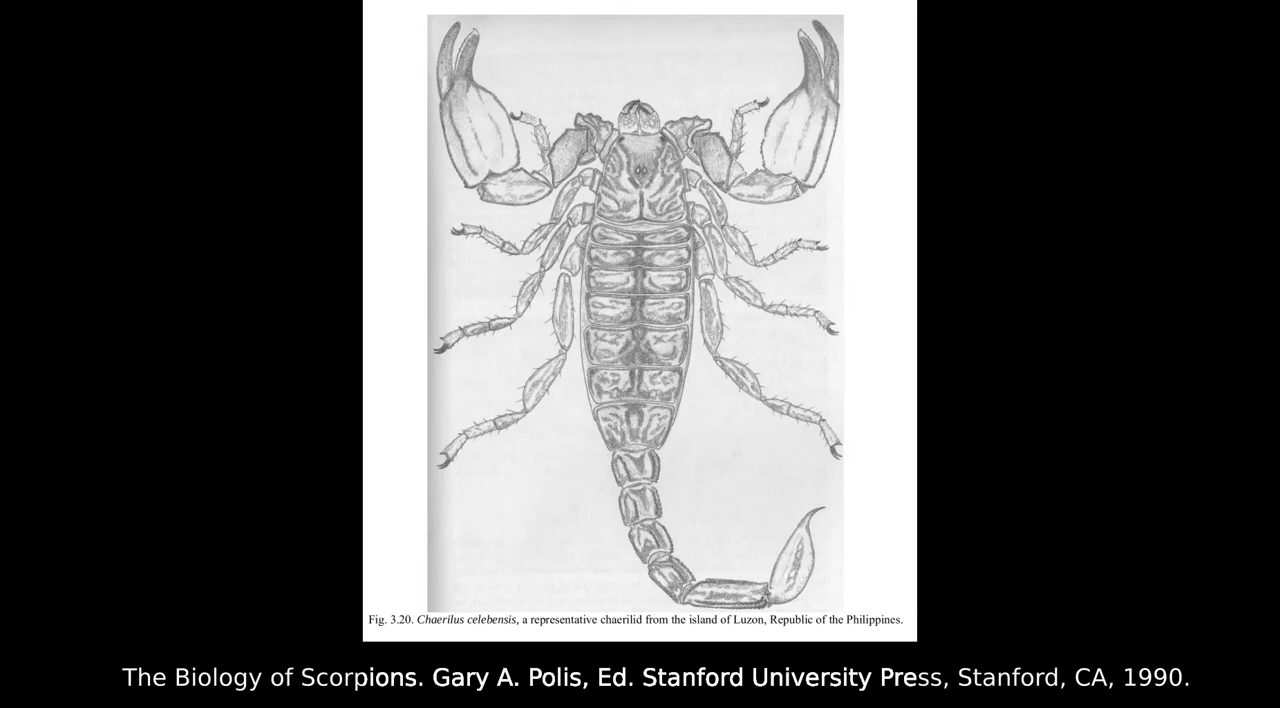 Fig. 3.20. Chaerilus celebensis, a representative chaerilid from the island of Luzon, Republic of the Philippines.
The Biology of Scorpions. Gary A. Polis, Ed. Stanford University Press, Stanford, CA, 1990.